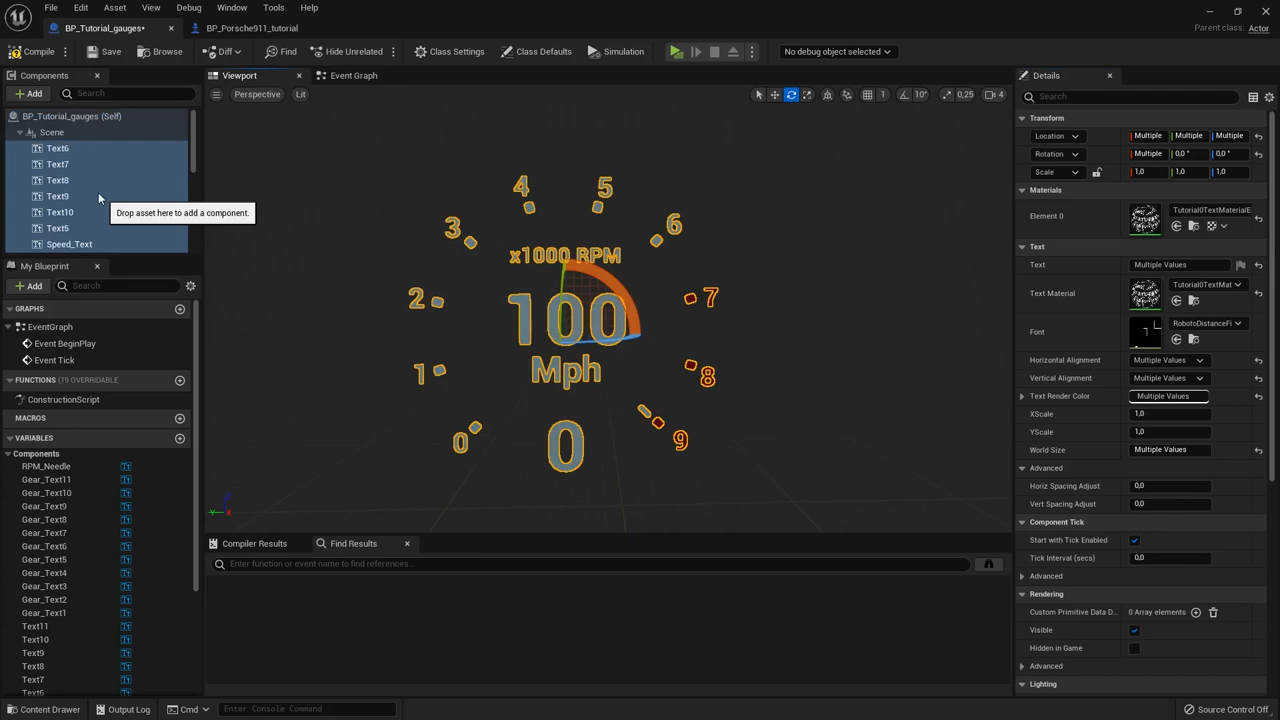 File Edit Asset View Debug Window Tools Help
BP_Tutorial_gauges* BP_Porsche911_tutorial Parent class: Actor
Compile Save Browse Diff Find Hide Unrelated Class Settings Class Defaults Simulation No debug object selected
Components
Add Search
BP_Tutorial_gauges (Self)
Scene
Text6
Text7
Text8
Text9
Text10
Text5
Speed_Text
Drop asset here to add a component.
My Blueprint
Add Search
GRAPHS
EventGraph
Event BeginPlay
Event Tick
FUNCTIONS (19 OVERRIDABLE
ConstructionScript
MACROS
VARIABLES
Components
RPM_Needle
Gear_Text11
Gear_Text10
Gear_Text9
Gear_Text8
Gear_Text7
Gear_Text6
Gear_Text5
Gear_Text4
Gear_Text3
Gear_Text2
Gear_Text1
Text11
Text10
Text9
Text8
Text7
Text6
Viewport Event Graph
Perspective Lit 1 10° 0,25 4
4 5
3 6
x1000 RPM
2 7
100
Mph
1 8
0 0 9
Compiler Results Find Results
Enter function or event name to find references...
Details
Search
Transform
Location Multiple Multiple Multiple
Rotation Multiple 0,0 ° 0,0 °
Scale 1,0 1,0 1,0
Materials
Element 0 Tutorial0TextMaterialE
Text
Text Multiple Values
Text Material Tutorial0TextMat
Font RobotoDistanceFi
Horizontal Alignment Multiple Values
Vertical Alignment Multiple Values
Text Render Color Multiple Values
XScale 1,0
YScale 1,0
World Size Multiple Values
Advanced
Horiz Spacing Adjust 0,0
Vert Spacing Adjust 0,0
Component Tick
Start with Tick Enabled
Tick Interval (secs) 0,0
Advanced
Rendering
Custom Primitive Data D... 0 Array elements
Visible
Hidden in Game
Advanced
Lighting
Content Drawer Output Log Cmd Enter Console Command Source Control Off